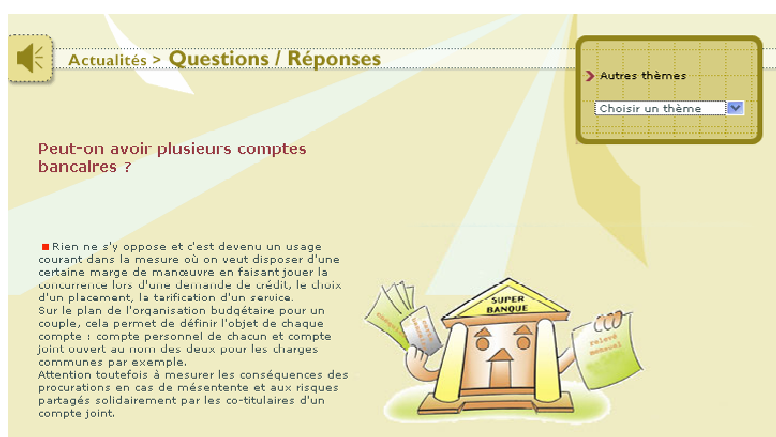 Actualités > Questions / Réponses
Autres thèmes
Choisir un thème
Peut-on avoir plusieurs comptes
bancaires ?
Rien ne s'y oppose et c'est devenu un usage
courant dans la mesure où on veut disposer d'une
certaine marge de manœuvre en faisant jouer la
concurrence lors d'une demande de crédit, le choix
d'un placement, la tarification d'un service.
Sur le plan de l'organisation budgétaire pour un
couple, cela permet de définir l'objet de chaque
compte : compte personnel de chacun et compte
joint ouvert au nom des deux pour les charges
communes par exemple.
Attention toutefois à mesurer les conséquences des
procurations en cas de mésentente et aux risques
partagés solidairement par les co-titulaires d'un
compte joint.
SUPER
BANQUE
relevé
mensuel